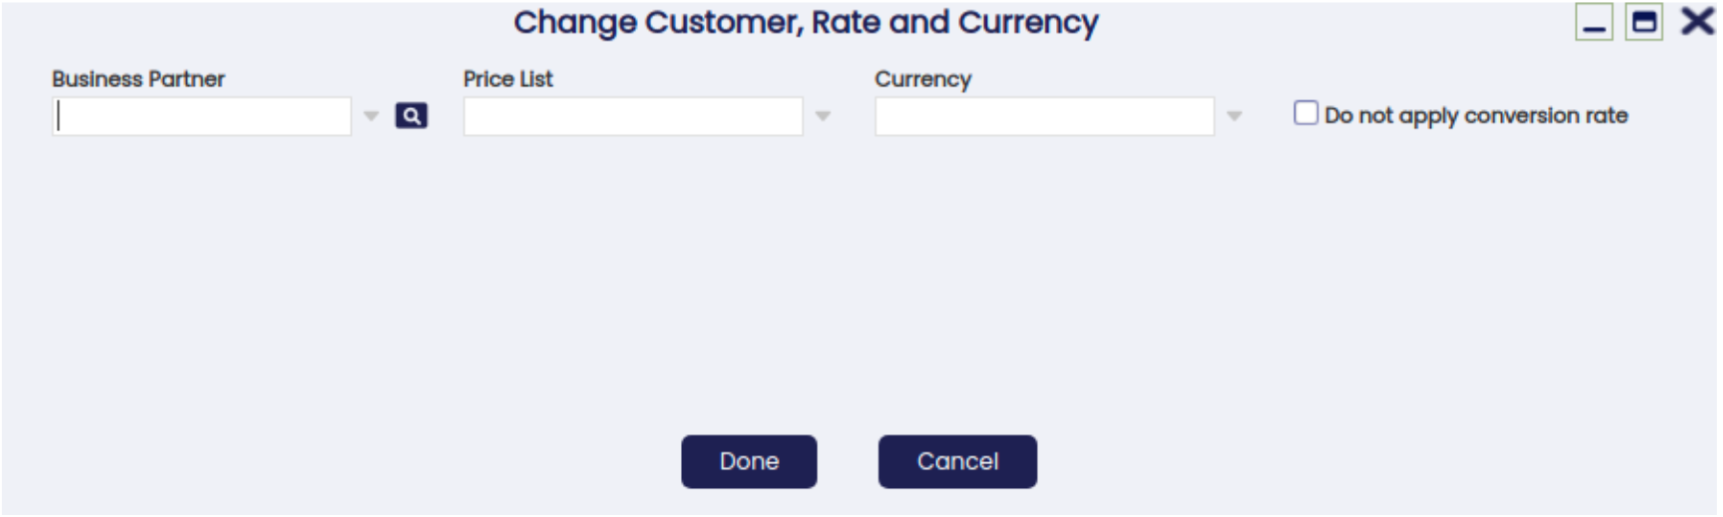 Change Customer, Rate and Currency
Business Partner
Price List
Currency
Do not apply conversion rate
Done
Cancel